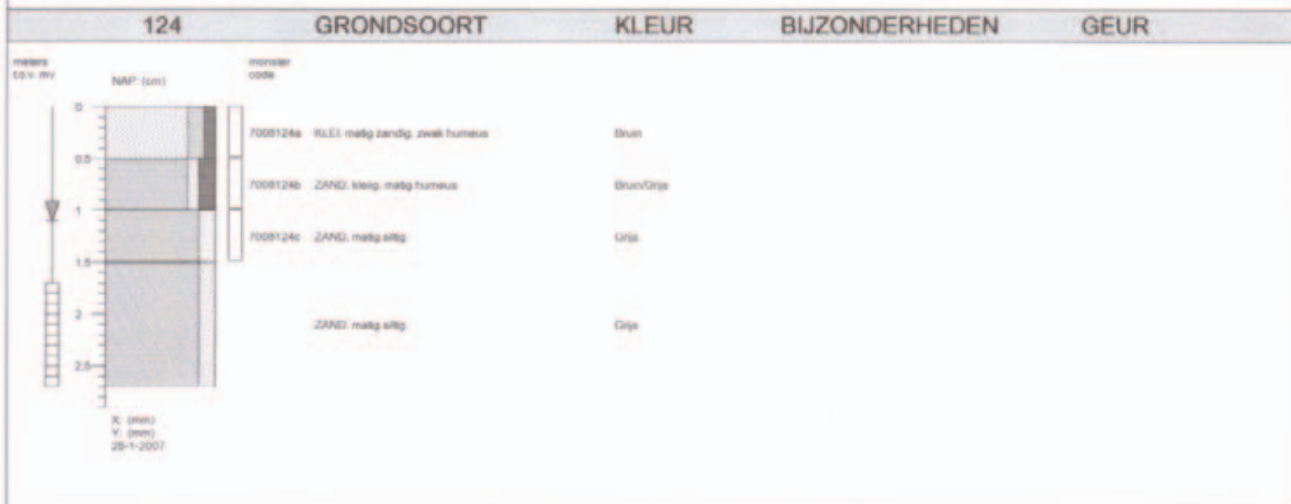 124 GRONDSOORT KLEUR BIJZONDERHEDEN GEUR
meters
t.o.v. mv
NAP: (cm)
monster
code
0
7008124a KLEI, matig zandig, zwak humeus Bruin
0.5
7008124b ZAND, kleiig, matig humeus Bruin/Grijs
1
7008124c ZAND, matig siltig Grijs
1.5
2
ZAND, matig siltig Grijs
2.5
X: (mm)
Y: (mm)
25-1-2007